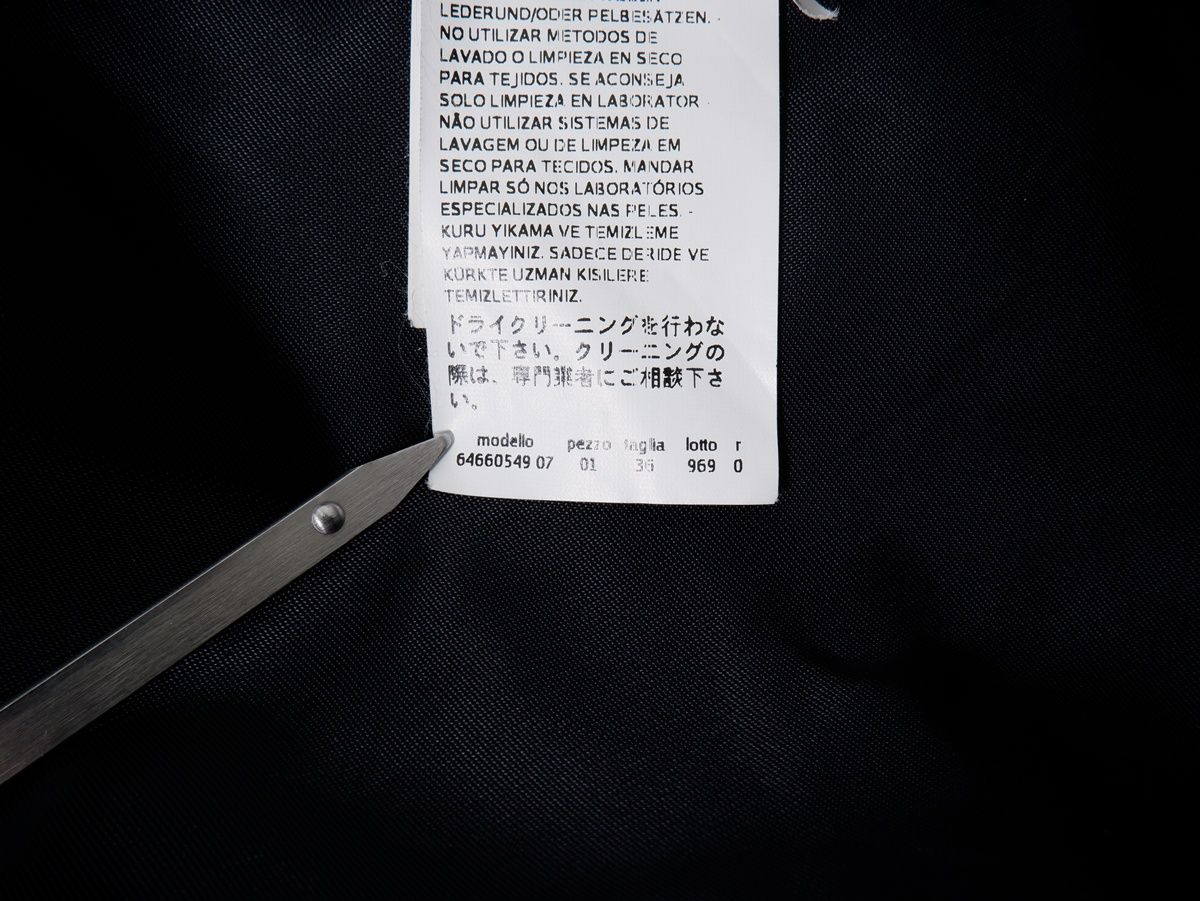 LEDERUND/ODER PELBESÄTZEN. -
NO UTILIZAR METODOS DE
LAVADO O LIMPIEZA EN SECO
PARA TEJIDOS. SE ACONSEJA
SOLO LIMPIEZA EN LABORATOR -
NÃO UTILIZAR SISTEMAS DE
LAVAGEM OU DE LIMPEZA EM
SECO PARA TECIDOS. MANDAR
LIMPAR SÓ NOS LABORATÓRIOS
ESPECIALIZADOS NAS PELES. -
KURU YIKAMA VE TEMIZLEME
YAPMAYINIZ. SADECE DERIDE VE
KÜRKTE UZMAN KISILERE
TEMIZLETTIRINIZ.
ドライクリーニングを行わな
いで下さい。クリーニングの
際は、専門業者にご相談下さ
い。
modello pezzo taglia lotto r
64660549 07 01 36 969 0